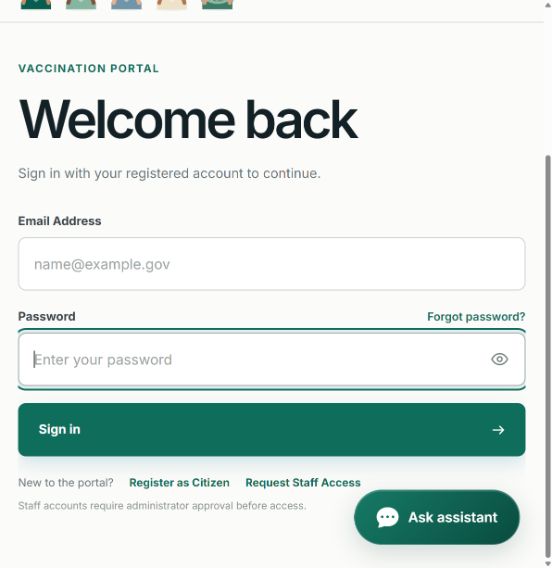 VACCINATION PORTAL
Welcome back
Sign in with your registered account to continue.
Email Address
name@example.gov
Password Forgot password?
Enter your password
Sign in →
New to the portal? Register as Citizen Request Staff Access
Staff accounts require administrator approval before access.
Ask assistant